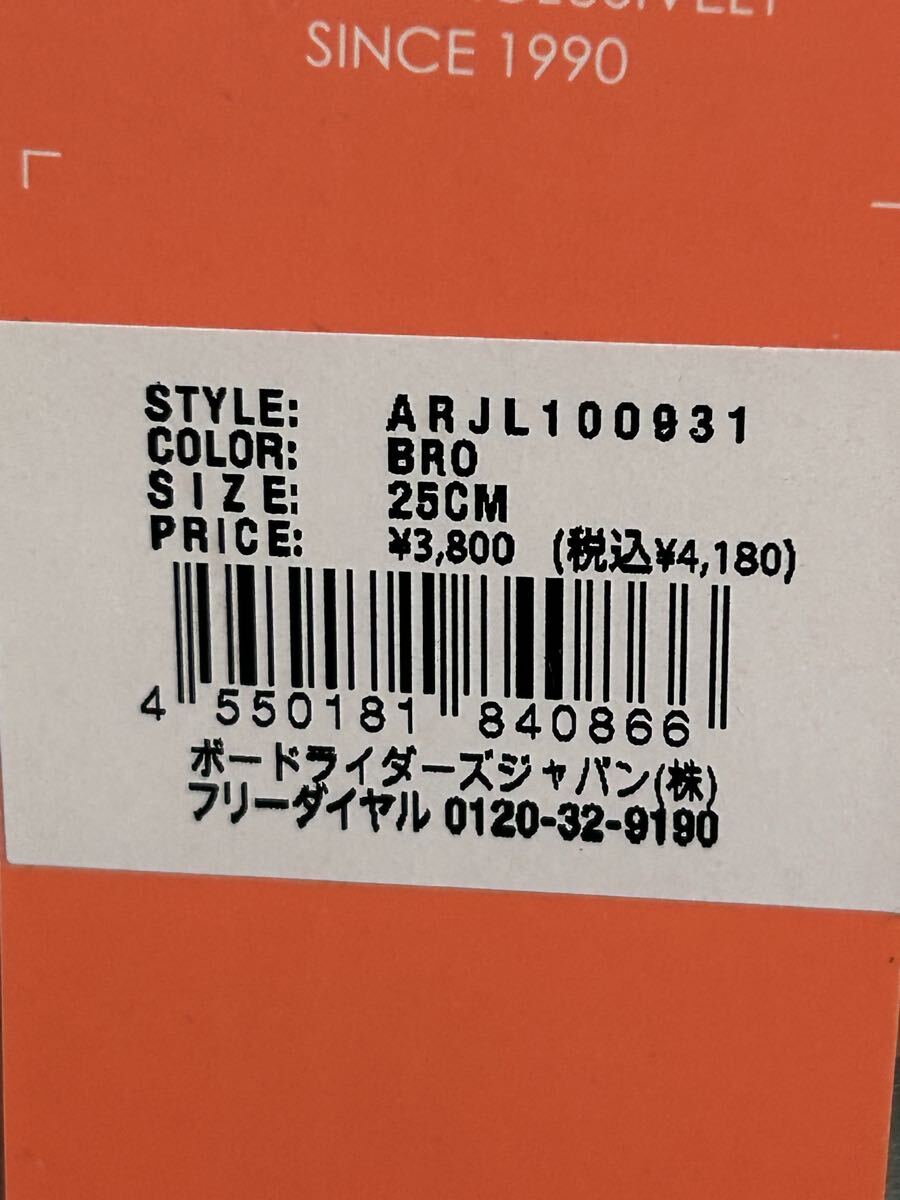 SINCE 1990
STYLE: ARJL100931
COLOR: BRO
SIZE: 25CM
PRICE: ¥3,800 (税込¥4,180)
4 550181 840866
ボードライダーズジャパン(株)
フリーダイヤル 0120-32-9190